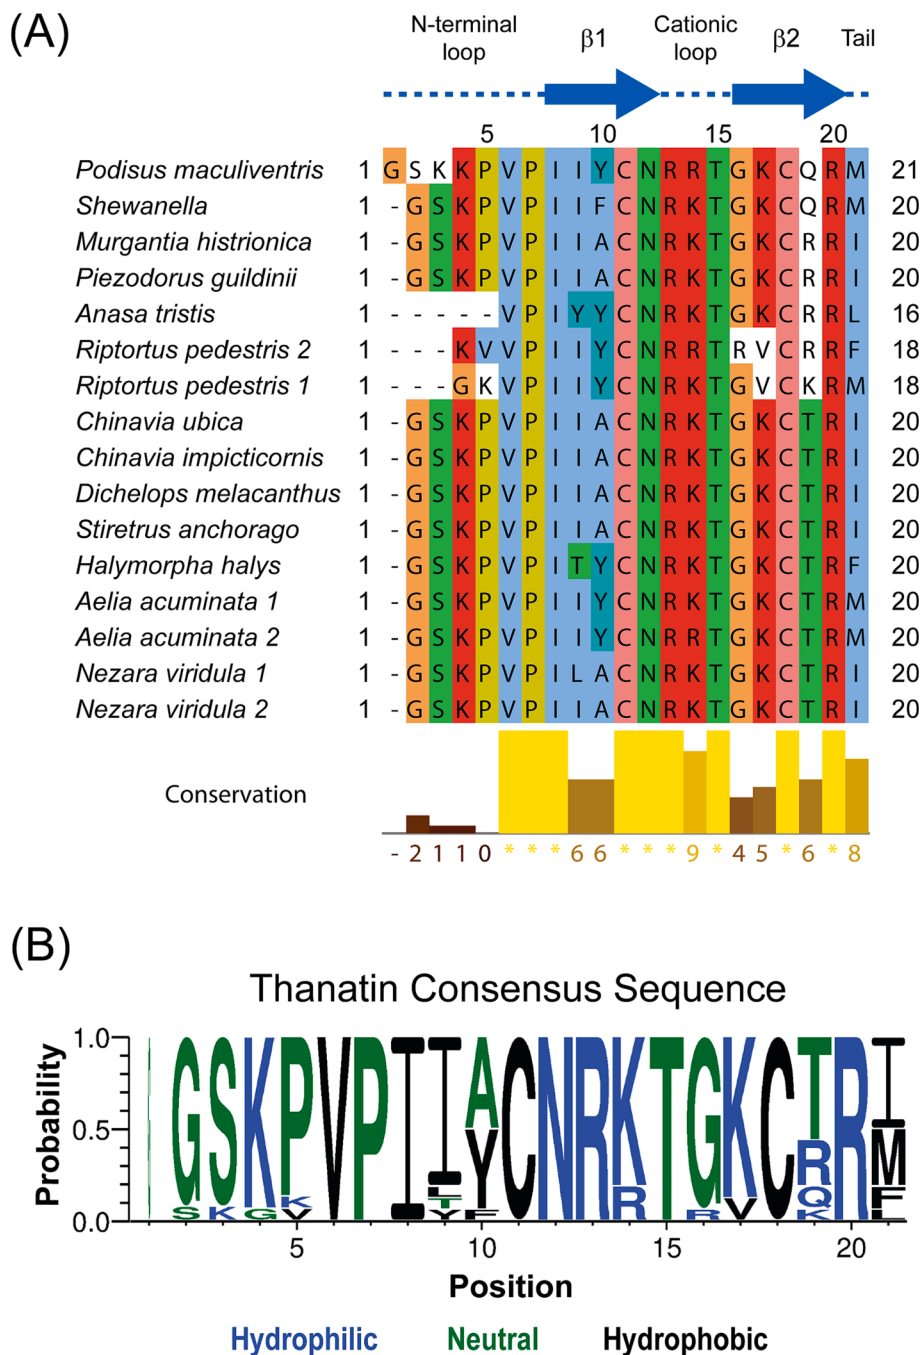 (A)
N-terminal loop β1 Cationic loop β2 Tail
5 10 15 20
Podisus maculiventris 1 G S K K P V P I I Y C N R R T G K C Q R M 21
Shewanella 1 - G S K P V P I I F C N R R T G K C Q R M 20
Murgantia histrionica 1 - G S K P V P I I A C N R K T G K C R R I 20
Piezodorus guildinii 1 - G S K P V P I I A C N R K T G K C R R I 20
Anasa tristis 1 - - - - - V P I Y Y C N R K T G K C R R L 16
Riptortus pedestris 2 1 - - - K V V P I I Y C N R R T R V C R R F 18
Riptortus pedestris 1 1 - - - G K V P I I Y C N R K T G V C K R M 18
Chinavia ubica 1 - G S K P V P I I A C N R K T G K C T R I 20
Chinavia impicticornis 1 - G S K P V P I I A C N R K T G K C T R I 20
Dichelops melacanthus 1 - G S K P V P I I A C N R K T G K C T R I 20
Stiretrus anchorago 1 - G S K P V P I I A C N R K T G K C T R I 20
Halymorpha halys 1 - G S K P V P I T Y C N R K T G K C T R F 20
Aelia acuminata 1 1 - G S K P V P I I Y C N R K T G K C T R M 20
Aelia acuminata 2 1 - G S K P V P I I Y C N R R T G K C T R M 20
Nezara viridula 1 1 - G S K P V P I L A C N R K T G K C T R I 20
Nezara viridula 2 1 - G S K P V P I I A C N R K T G K C T R I 20
Conservation
- 2 1 1 0 * * * 6 6 * * * 9 * 4 5 * 6 * 8
(B)
Thanatin Consensus Sequence
Probability
1.0
0.5
0.0
G S K P V P I I A C N R K T G K C T R I
Y R M
L K T R V Q F
S K G V Y F R K L
5 10 15 20
Position
Hydrophilic Neutral Hydrophobic